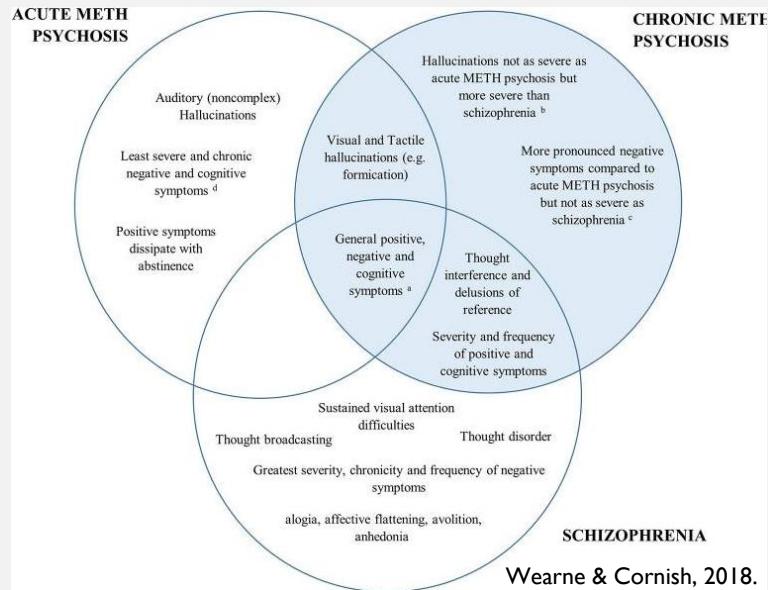 ACUTE METH
PSYCHOSIS
CHRONIC METH
PSYCHOSIS
Auditory (noncomplex)
Hallucinations
Least severe and chronic
negative and cognitive
symptoms d
Positive symptoms
dissipate with
abstinence
Visual and Tactile
hallucinations (e.g.
formication)
Hallucinations not as severe as
acute METH psychosis but
more severe than
schizophrenia b
More pronounced negative
symptoms compared to
acute METH psychosis
but not as severe as
schizophrenia c
General positive,
negative and
cognitive
symptoms a
Thought
interference and
delusions of
reference
Severity and frequency
of positive and
cognitive symptoms
Sustained visual attention
difficulties
Thought broadcasting
Thought disorder
Greatest severity, chronicity and frequency of negative
symptoms
alogia, affective flattening, avolition,
anhedonia
SCHIZOPHRENIA
Wearne & Cornish, 2018.